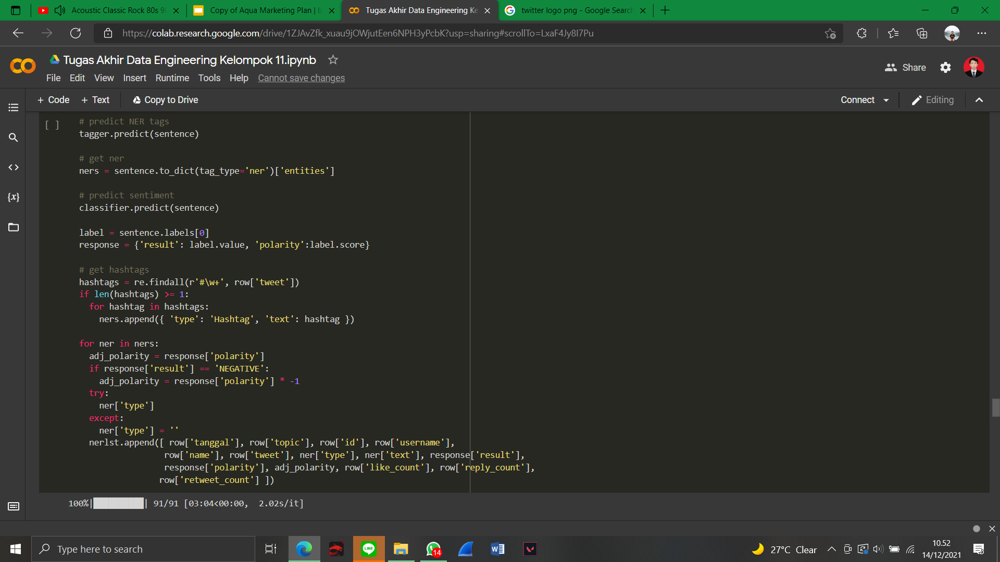 Acoustic Classic Rock 80s 9
Copy of Aqua Marketing Plan | b
Tugas Akhir Data Engineering Ke
twitter logo png - Google Search
https://colab.research.google.com/drive/1ZJAvZfk_xuau9jOWjutEen6NPH3yPcbK?usp=sharing#scrollTo=LxaF4Jy8I7Pu
Tugas Akhir Data Engineering Kelompok 11.ipynb
Share
File Edit View Insert Runtime Tools Help Cannot save changes
+ Code + Text Copy to Drive
Connect Editing
[ ]
# predict NER tags
tagger.predict(sentence)
# get ner
ners = sentence.to_dict(tag_type='ner')['entities']
# predict sentiment
classifier.predict(sentence)
label = sentence.labels[0]
response = {'result': label.value, 'polarity':label.score}
# get hashtags
hashtags = re.findall(r'#\w+', row['tweet'])
if len(hashtags) >= 1:
for hashtag in hashtags:
ners.append({ 'type': 'Hashtag', 'text': hashtag })
for ner in ners:
adj_polarity = response['polarity']
if response['result'] == 'NEGATIVE':
adj_polarity = response['polarity'] * -1
try:
ner['type']
except:
ner['type'] = ''
nerlst.append([ row['tanggal'], row['topic'], row['id'], row['username'],
row['name'], row['tweet'], ner['type'], ner['text'], response['result'],
response['polarity'], adj_polarity, row['like_count'], row['reply_count'],
row['retweet_count'] ])
100%|██████████| 91/91 [03:04<00:00, 2.02s/it]
Type here to search
LINE
14
27°C Clear
10.52
14/12/2021